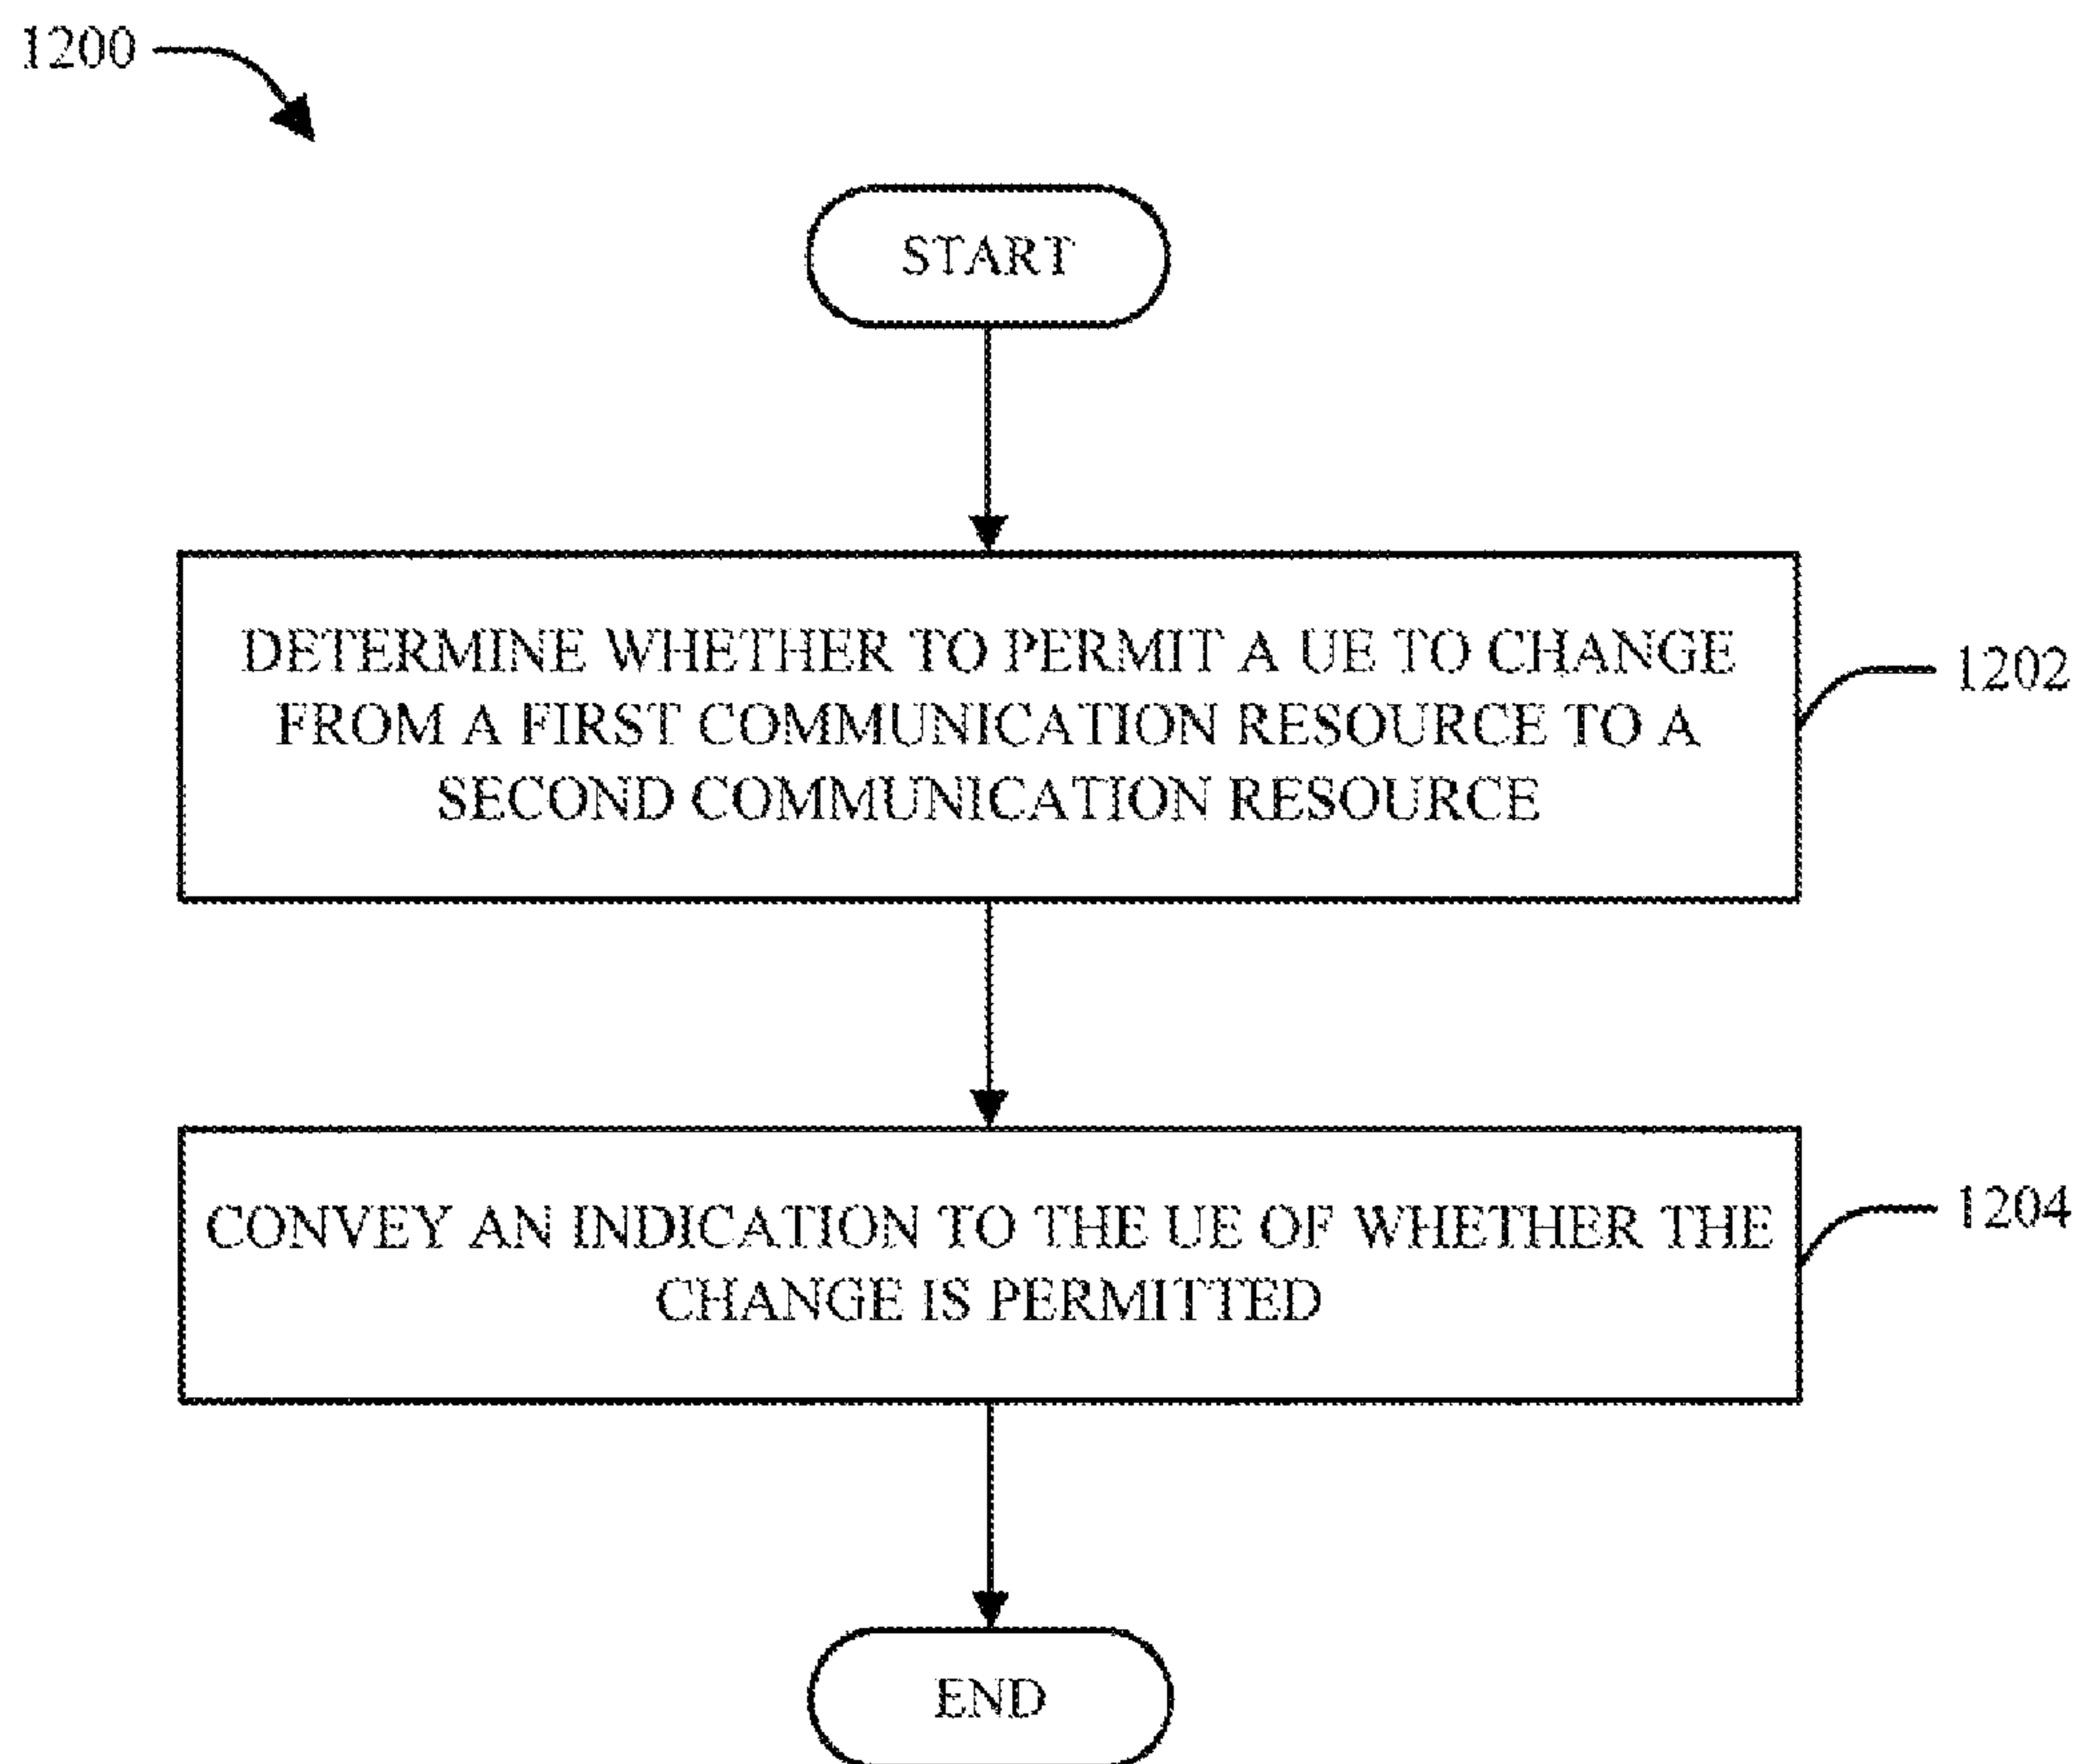 1200
START
DETERMINE WHETHER TO PERMIT A UE TO CHANGE
FROM A FIRST COMMUNICATION RESOURCE TO A
SECOND COMMUNICATION RESOURCE
1202
CONVEY AN INDICATION TO THE UE OF WHETHER THE
CHANGE IS PERMITTED
1204
END